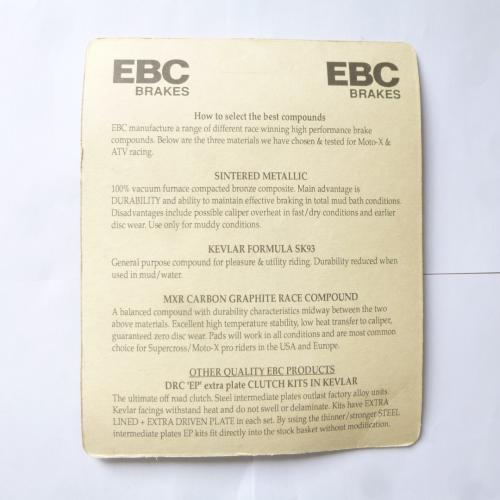 EBC EBC
BRAKES BRAKES
How to select the best compounds
EBC manufacture a range of different race winning high performance brake
compounds. Below are the three materials we have chosen & tested for Moto-X &
ATV racing.
SINTERED METALLIC
100% vacuum furnace compacted bronze composite. Main advantage is
DURABILITY and ability to maintain effective braking in total mud bath conditions.
Disadvantages include possible caliper overheat in fast/dry conditions and earlier
disc wear. Use only for muddy conditions.
KEVLAR FORMULA SK93
General purpose compound for pleasure & utility riding. Durability reduced when
used in mud/water.
MXR CARBON GRAPHITE RACE COMPOUND
A balanced compound with durability characteristics midway between the two
above materials. Excellent high temperature stability, low heat transfer to caliper,
guaranteed zero disc wear. Pads will work in all conditions and are most common
choice for Supercross/Moto-X pro riders in the USA and Europe.
OTHER QUALITY EBC PRODUCTS
DRC 'EP' extra plate CLUTCH KITS IN KEVLAR
The ultimate off road clutch. Steel intermediate plates outlast factory alloy units.
Kevlar facings withstand heat and do not swell or delaminate. Kits have EXTRA
LINED + EXTRA DRIVEN PLATE in each set. By using the thinner/stronger STEEL
intermediate plates EP kits fit directly into the stock basket without modification.